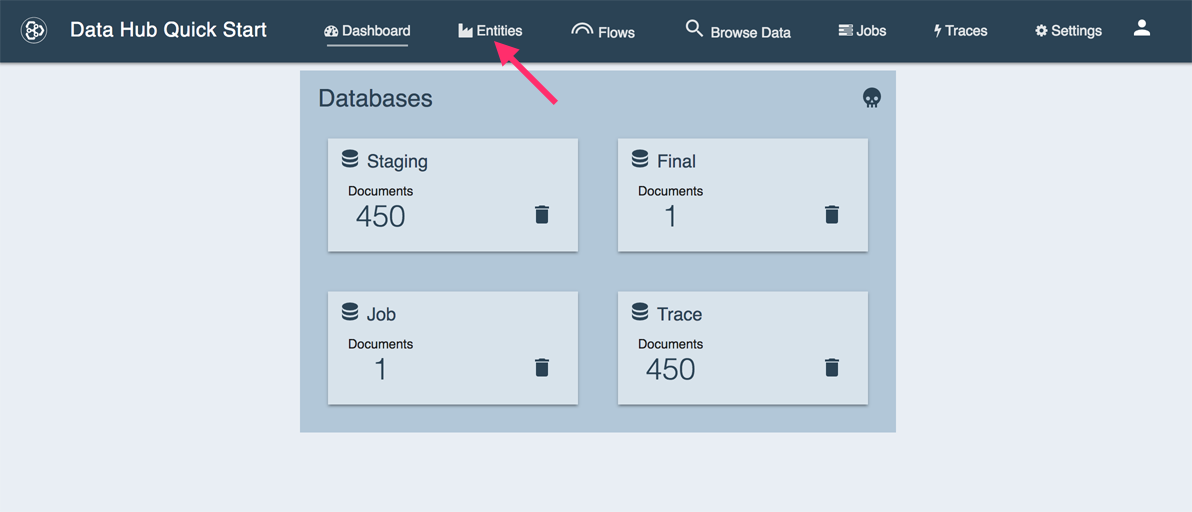 Data Hub Quick Start Dashboard Entities Flows Browse Data Jobs Traces Settings
Databases
Staging
Documents
450
Final
Documents
1
Job
Documents
1
Trace
Documents
450